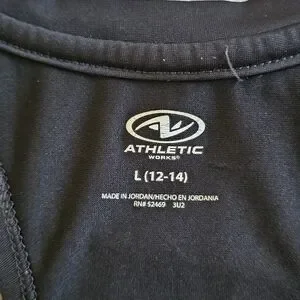 ATHLETIC
WORKS®
L (12-14)
MADE IN JORDAN/HECHO EN JORDANIA
RN# 52469 3U2